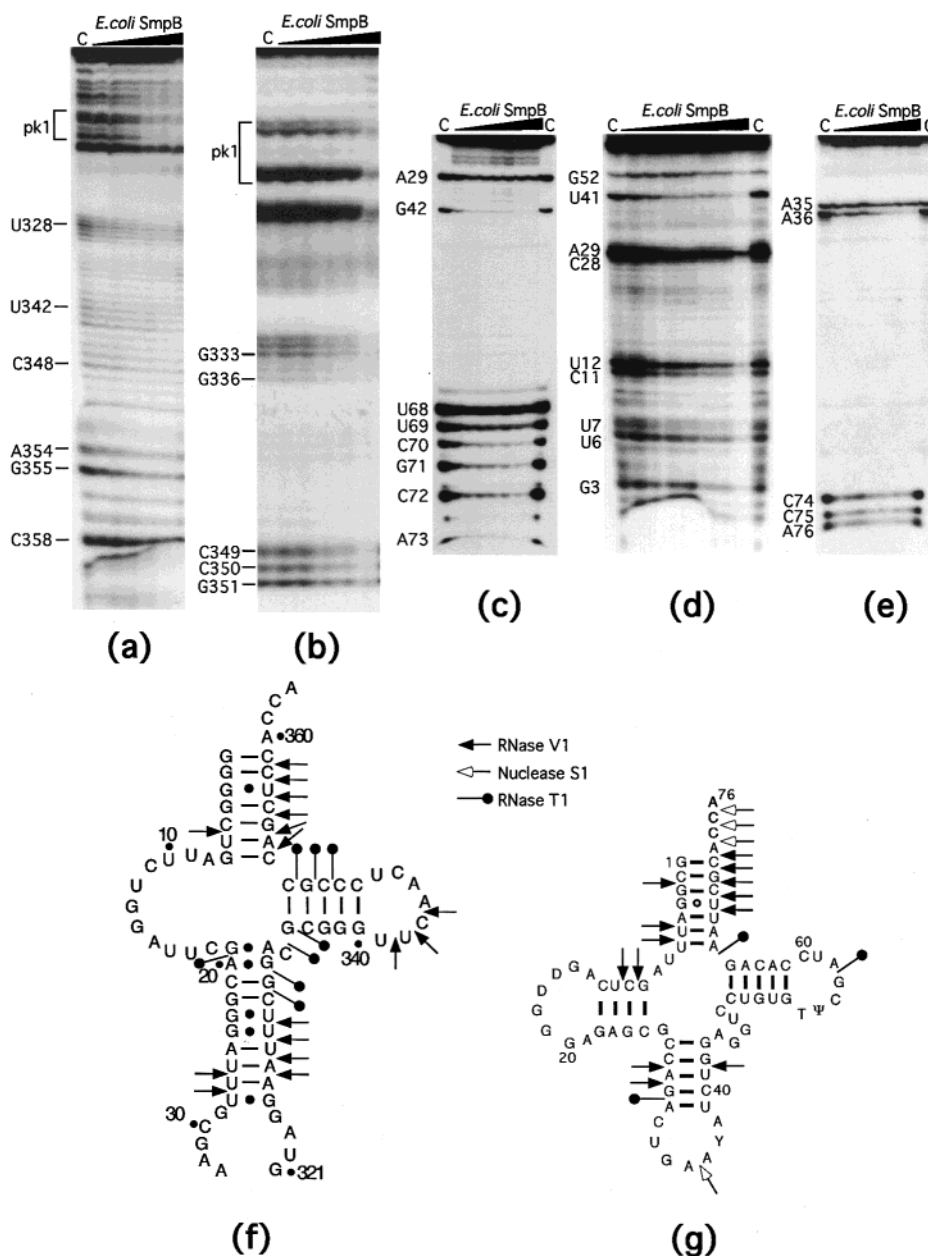 E.coli SmpB
C
pk1
U328
U342
C348
A354
G355
C358
(a)
E.coli SmpB
C
pk1
G333
G336
C349
C350
G351
(b)
E.coli SmpB
C C
A29
G42
U68
U69
C70
G71
C72
A73
(c)
E.coli SmpB
C C
G52
U41
A29
C28
U12
C11
U7
U6
G3
(d)
E.coli SmpB
C C
A35
A36
C74
C75
A76
(e)
RNase V1
Nuclease S1
RNase T1
360
10
20
30
340
321
(f)
76
1
60
20
40
(g)